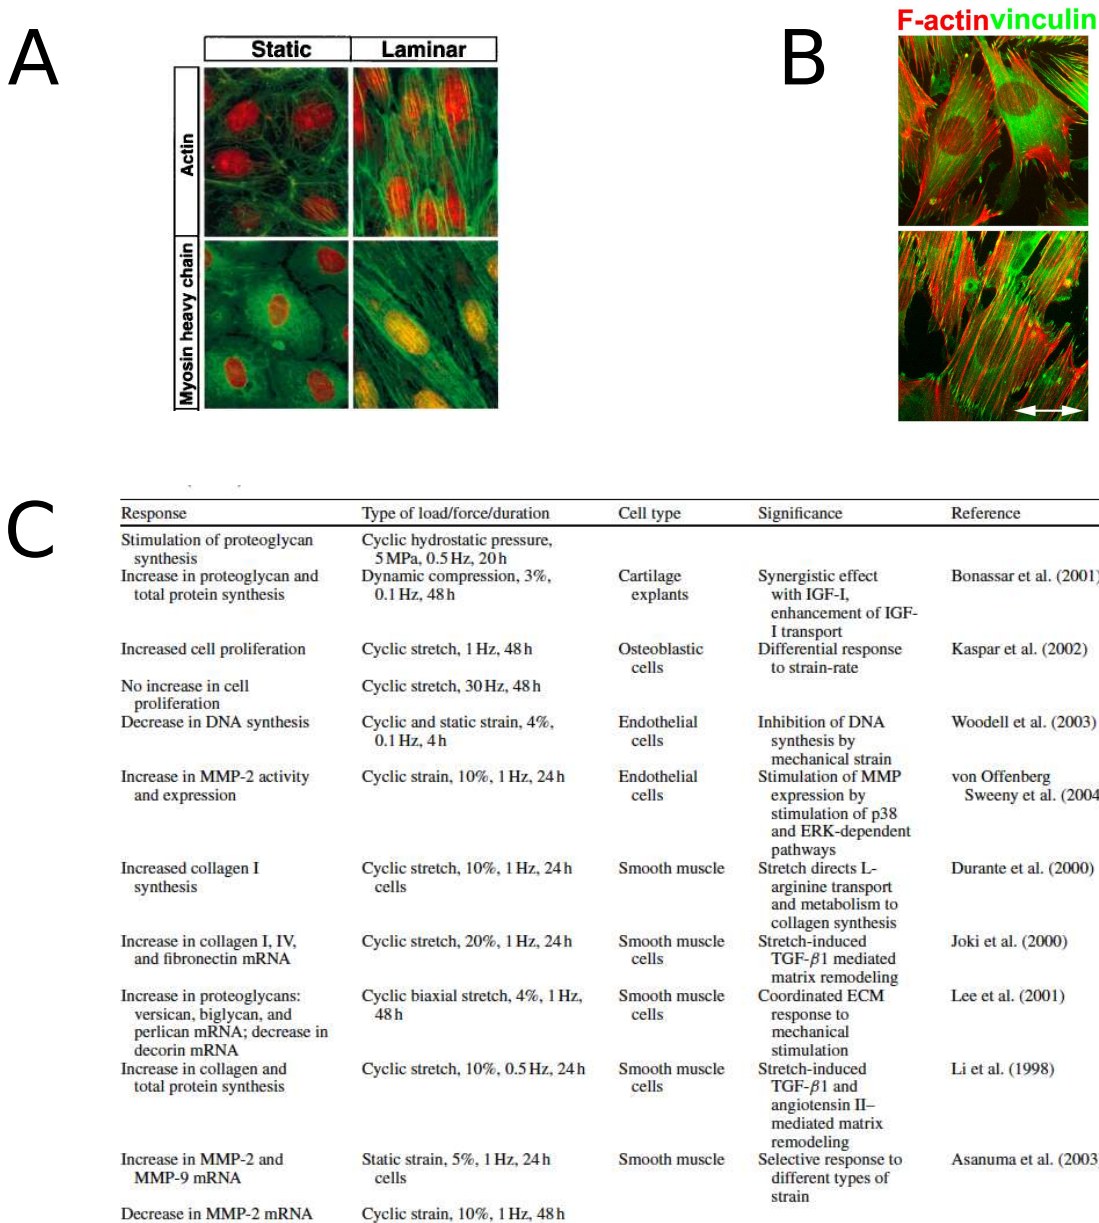 A
Static Laminar
Actin
Myosin heavy chain
B
F-actin vinculin
C
Response Type of load/force/duration Cell type Significance Reference
Stimulation of proteoglycan Cyclic hydrostatic pressure,
synthesis 5 MPa, 0.5 Hz, 20 h
Increase in proteoglycan and Dynamic compression, 3%, Cartilage Synergistic effect Bonassar et al. (2001)
total protein synthesis 0.1 Hz, 48 h explants with IGF-I,
enhancement of IGF-
I transport
Increased cell proliferation Cyclic stretch, 1 Hz, 48 h Osteoblastic Differential response Kaspar et al. (2002)
cells to strain-rate
No increase in cell Cyclic stretch, 30 Hz, 48 h
proliferation
Decrease in DNA synthesis Cyclic and static strain, 4%, Endothelial Inhibition of DNA Woodell et al. (2003)
0.1 Hz, 4 h cells synthesis by
mechanical strain
Increase in MMP-2 activity Cyclic strain, 10%, 1 Hz, 24 h Endothelial Stimulation of MMP von Offenberg
and expression cells expression by Sweeny et al. (2004
stimulation of p38
and ERK-dependent
pathways
Increased collagen I Cyclic stretch, 10%, 1 Hz, 24 h Smooth muscle Stretch directs L- Durante et al. (2000)
synthesis cells arginine transport
and metabolism to
collagen synthesis
Increase in collagen I, IV, Cyclic stretch, 20%, 1 Hz, 24 h Smooth muscle Stretch-induced Joki et al. (2000)
and fibronectin mRNA cells TGF-β1 mediated
matrix remodeling
Increase in proteoglycans: Cyclic biaxial stretch, 4%, 1 Hz, Smooth muscle Coordinated ECM Lee et al. (2001)
versican, biglycan, and 48 h cells response to
perlican mRNA; decrease in mechanical
decorin mRNA stimulation
Increase in collagen and Cyclic stretch, 10%, 0.5 Hz, 24 h Smooth muscle Stretch-induced Li et al. (1998)
total protein synthesis cells TGF-β1 and
angiotensin II–
mediated matrix
remodeling
Increase in MMP-2 and Static strain, 5%, 1 Hz, 24 h Smooth muscle Selective response to Asanuma et al. (2003
MMP-9 mRNA cells different types of
strain
Decrease in MMP-2 mRNA Cyclic strain, 10%, 1 Hz, 48 h